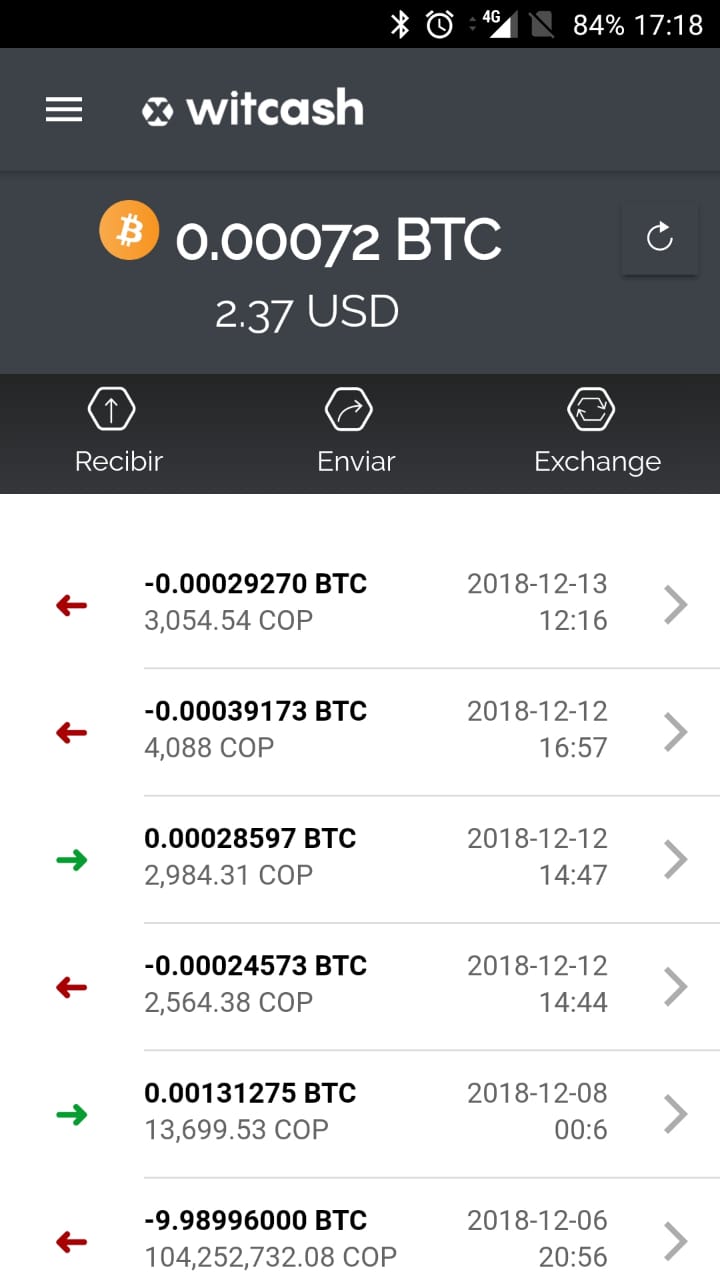 4G 84% 17:18
witcash
0.00072 BTC
2.37 USD
Recibir Enviar Exchange
-0.00029270 BTC 2018-12-13
3,054.54 COP 12:16
-0.00039173 BTC 2018-12-12
4,088 COP 16:57
0.00028597 BTC 2018-12-12
2,984.31 COP 14:47
-0.00024573 BTC 2018-12-12
2,564.38 COP 14:44
0.00131275 BTC 2018-12-08
13,699.53 COP 00:6
-9.98996000 BTC 2018-12-06
104,252,732.08 COP 20:56